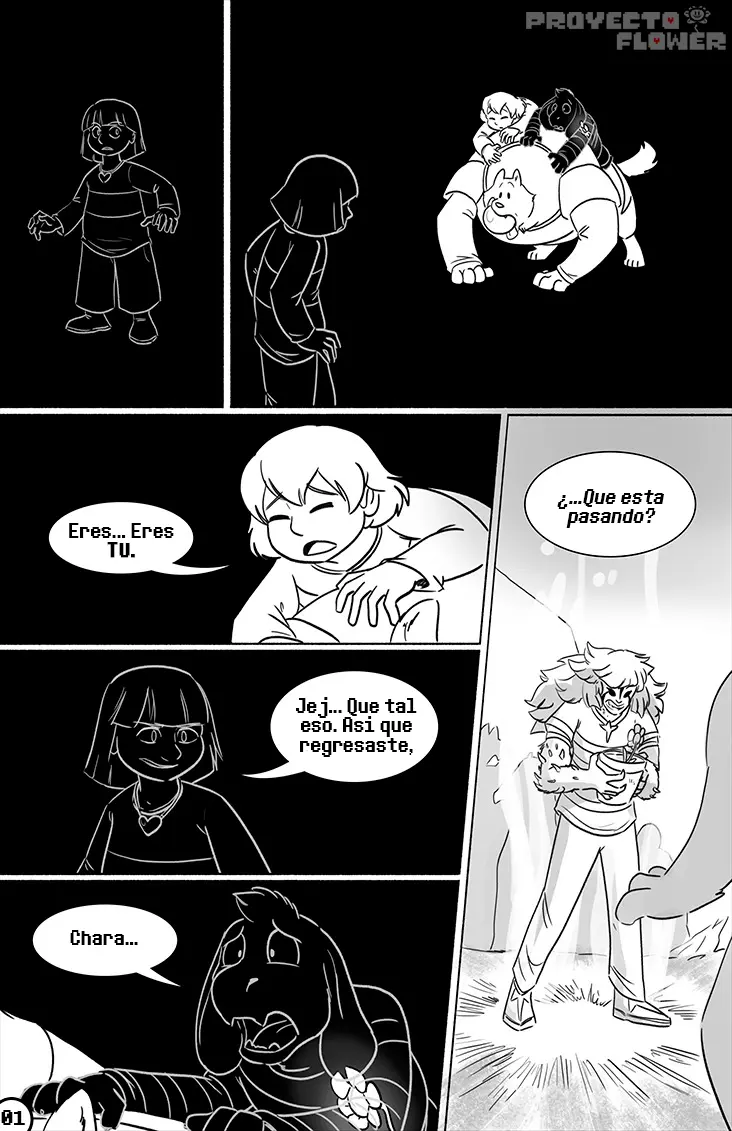 PROYECTO
FLOWER
Eres... Eres
TU.
¿...Que esta
pasando?
Jej... Que tal
eso. Asi que
regresaste,
Chara...
01